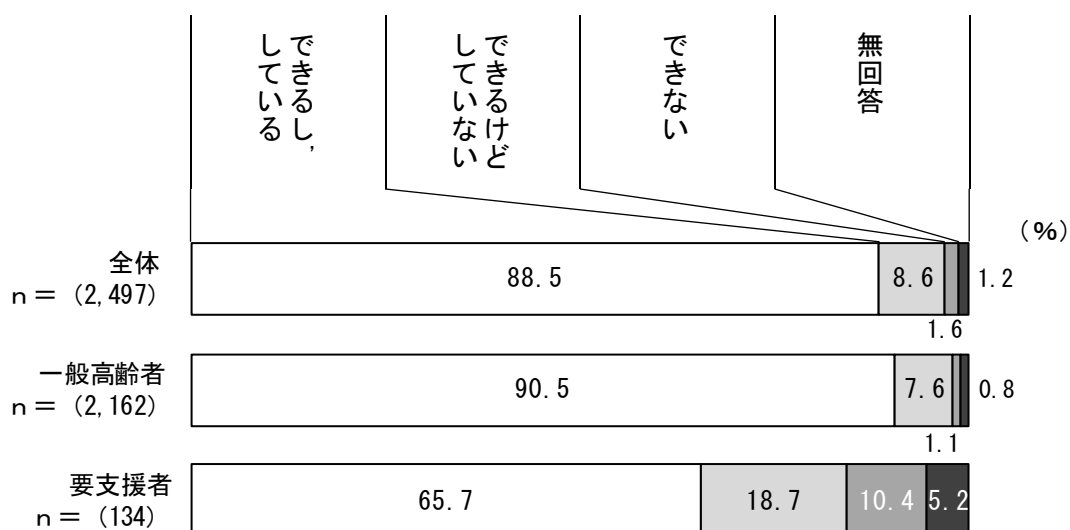 できるし，
している
できるけど
していない
できない
無回答
（％）
全体
ｎ＝（2,497）
88.5
8.6
1.6
1.2
一般高齢者
ｎ＝（2,162）
90.5
7.6
1.1
0.8
要支援者
ｎ＝（134）
65.7
18.7
10.4
5.2